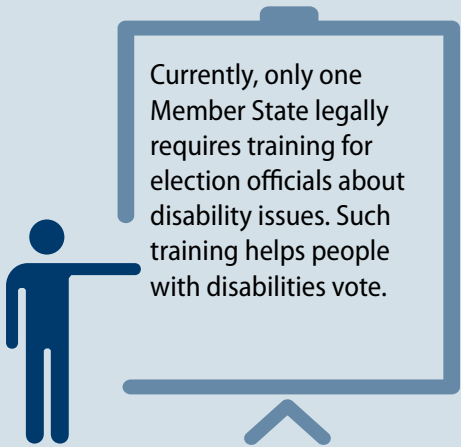 Currently, only one
Member State legally
requires training for
election officials about
disability issues. Such
training helps people
with disabilities vote.